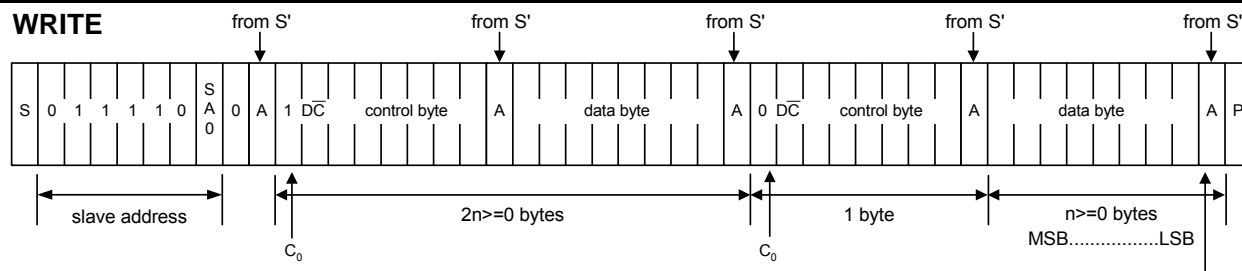 WRITE
from S' from S' from S' from S' from S'
S 0 1 1 1 1 0 SA0 0 A 1 DC̅ control byte A data byte A 0 DC̅ control byte A data byte A P
slave address 2n>=0 bytes 1 byte n>=0 bytes
MSB.................LSB
C₀ C₀